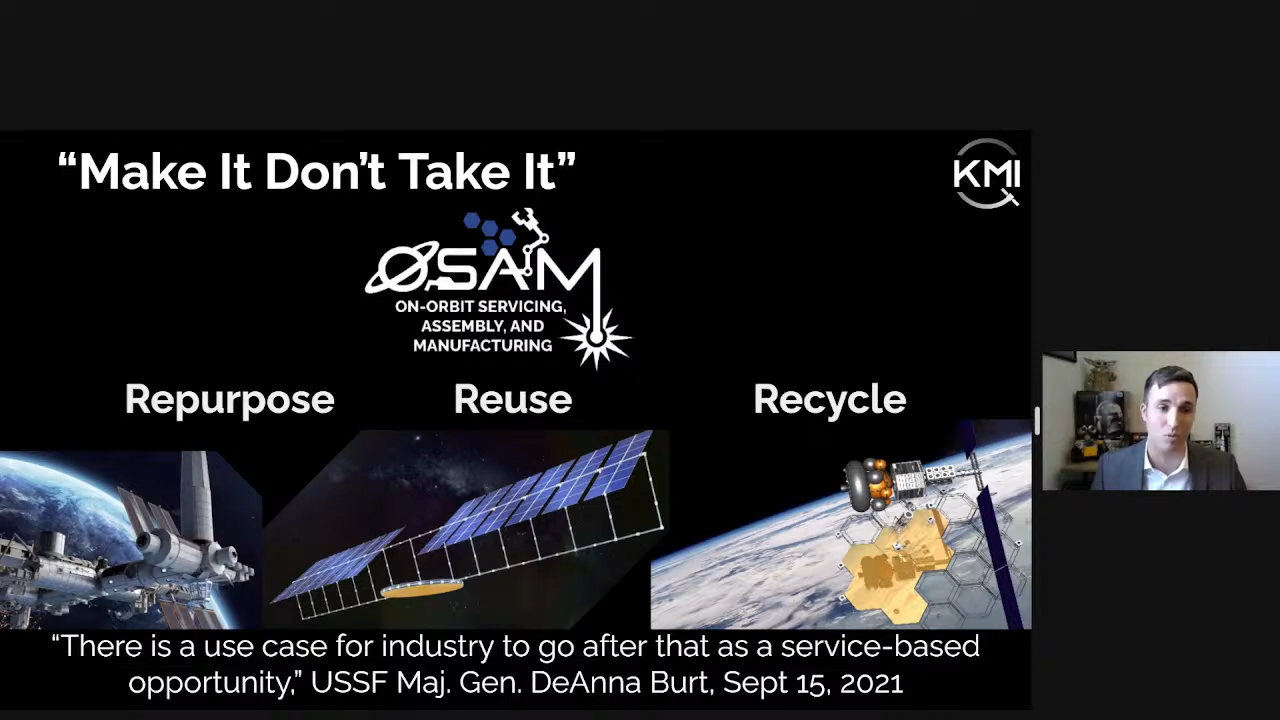 “Make It Don’t Take It”
KMI
OSAM
ON-ORBIT SERVICING,
ASSEMBLY, AND
MANUFACTURING
Repurpose
Reuse
Recycle
“There is a use case for industry to go after that as a service-based
opportunity,” USSF Maj. Gen. DeAnna Burt, Sept 15, 2021